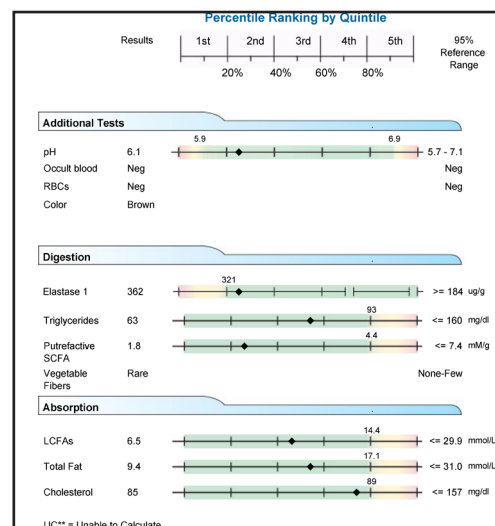 Percentile Ranking by Quintile
Results 1st 2nd 3rd 4th 5th 95% Reference Range
20% 40% 60% 80%
Additional Tests
5.9 6.9
pH 6.1 5.7 - 7.1
Occult blood Neg Neg
RBCs Neg Neg
Color Brown
Digestion
321
Elastase 1 362 >= 184 ug/g
93
Triglycerides 63 <= 160 mg/dl
4.4
Putrefactive SCFA 1.8 <= 7.4 mM/g
Vegetable Fibers Rare None-Few
Absorption
14.4
LCFAs 6.5 <= 29.9 mmol/L
17.1
Total Fat 9.4 <= 31.0 mmol/L
89
Cholesterol 85 <= 157 mg/dl
UC** = Unable to Calculate